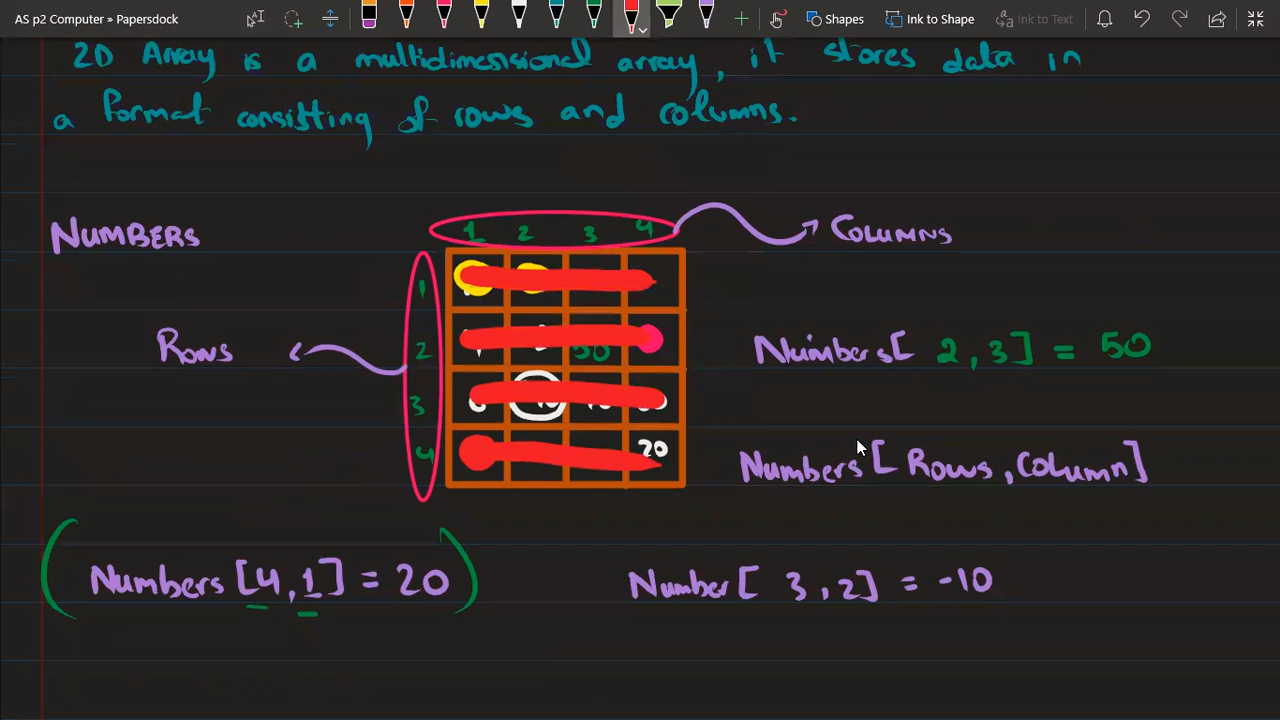 AS p2 Computer » Papersdock
Shapes
Ink to Shape
Ink to Text
2D Array is a multidimensional array, it stores data in
a format consisting of rows and columns.
NUMBERS
1 2 3 4
COLUMNS
1
ROWS
2
50
Numbers[ 2,3] = 50
3
4
20
Numbers[ Rows, Column]
(Numbers [4,1] = 20)
Number[ 3,2] = -10